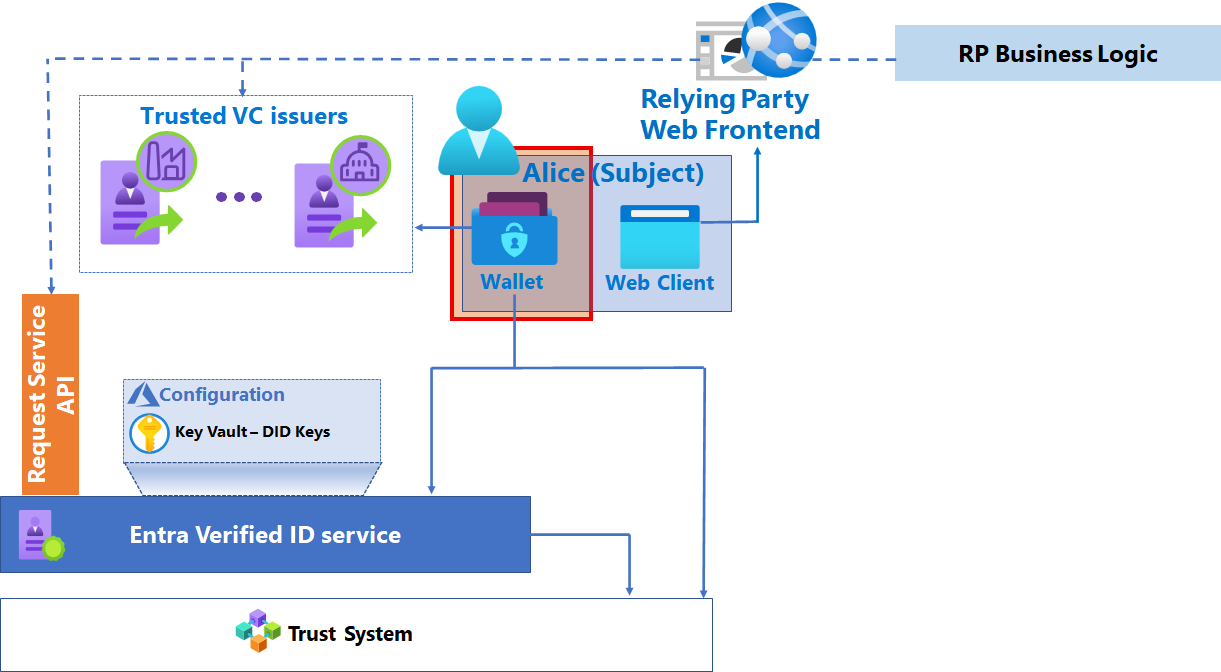 RP Business Logic
Relying Party
Web Frontend
Trusted VC issuers
Alice (Subject)
Wallet
Web Client
Request Service
API
Configuration
Key Vault – DID Keys
Entra Verified ID service
Trust System